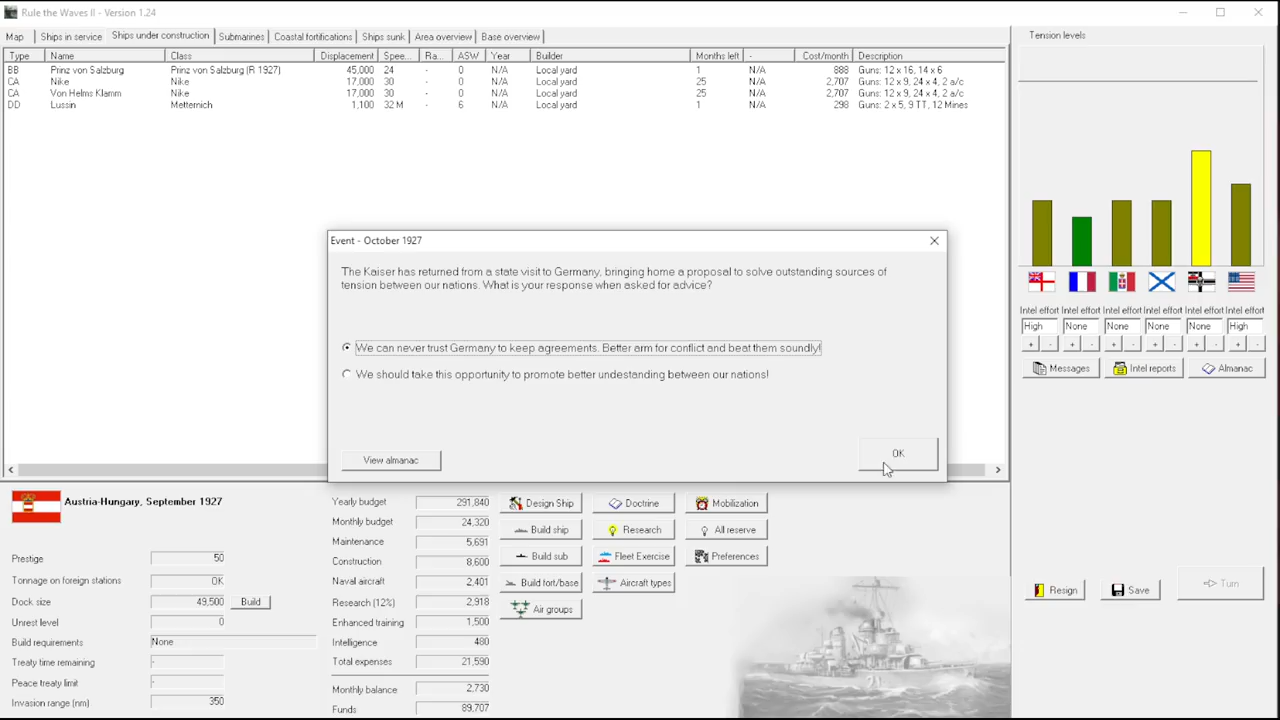 Rule the Waves II - Version 1.24
Map Ships in service Ships under construction Submarines Coastal fortifications Ships sunk Area overview Base overview
Type Name Class Displacement Spee... Ra... ASW Year Builder Months left - Cost/month Description
BB Prinz von Salzburg Prinz von Salzburg (R 1927) 45,000 24 - 0 N/A Local yard 1 N/A 888 Guns: 12 x 16, 14 x 6
CA Nike Nike 17,000 30 - 0 N/A Local yard 25 N/A 2,707 Guns: 12 x 9, 24 x 4, 2 a/c
CA Von Helms Klamm Nike 17,000 30 - 0 N/A Local yard 25 N/A 2,707 Guns: 12 x 9, 24 x 4, 2 a/c
DD Lussin Metternich 1,100 32 M - 6 N/A Local yard 1 N/A 298 Guns: 2 x 5, 9 TT, 12 Mines
Tension levels
Event - October 1927
The Kaiser has returned from a state visit to Germany, bringing home a proposal to solve outstanding sources of
tension between our nations. What is your response when asked for advice?
We can never trust Germany to keep agreements. Better arm for conflict and beat them soundly!
We should take this opportunity to promote better undestanding between our nations!
View almanac OK
Intel effort Intel effort Intel effort Intel effort Intel effort Intel effort
High None None None None High
+ - + - + - + - + - + -
Messages Intel reports Almanac
Austria-Hungary, September 1927
Prestige 50
Tonnage on foreign stations OK
Dock size 49,500 Build
Unrest level 0
Build requirements None
Treaty time remaining -
Peace treaty limit -
Invasion range (nm) 350
Yearly budget 291,840
Monthly budget 24,320
Maintenance 5,691
Construction 8,600
Naval aircraft 2,401
Research (12%) 2,918
Enhanced training 1,500
Intelligence 480
Total expenses 21,590
Monthly balance 2,730
Funds 89,707
Design Ship Doctrine Mobilization
Build ship Research All reserve
Build sub Fleet Exercise Preferences
Build fort/base Aircraft types
Air groups
Resign Save Turn